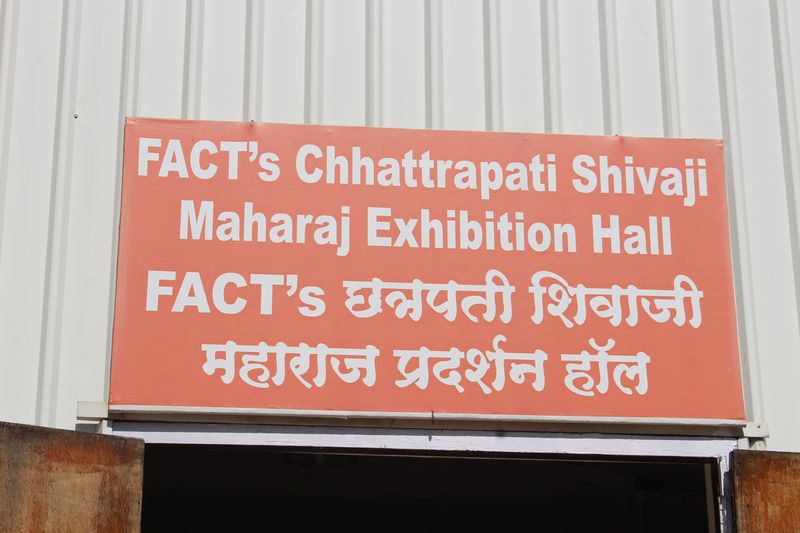 FACT's Chhattrapati Shivaji
Maharaj Exhibition Hall
FACT's छत्रपती शिवाजी
महाराज प्रदर्शन हॉल